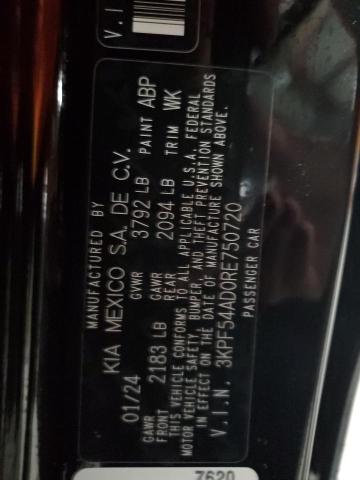 V.I
MANUFACTURED BY
KIA MEXICO S.A. DE C.V.
01/24 GVWR 3792 LB PAINT ABP
GAWR FRONT 2183 LB GAWR REAR 2094 LB TRIM WK
THIS VEHICLE CONFORMS TO ALL APPLICABLE U.S.A. FEDERAL
MOTOR VEHICLE SAFETY, BUMPER, AND THEFT PREVENTION STANDARDS
IN EFFECT ON THE DATE OF MANUFACTURE SHOWN ABOVE.
V.I.N. 3KPF54AD0RE750720
PASSENGER CAR
7620